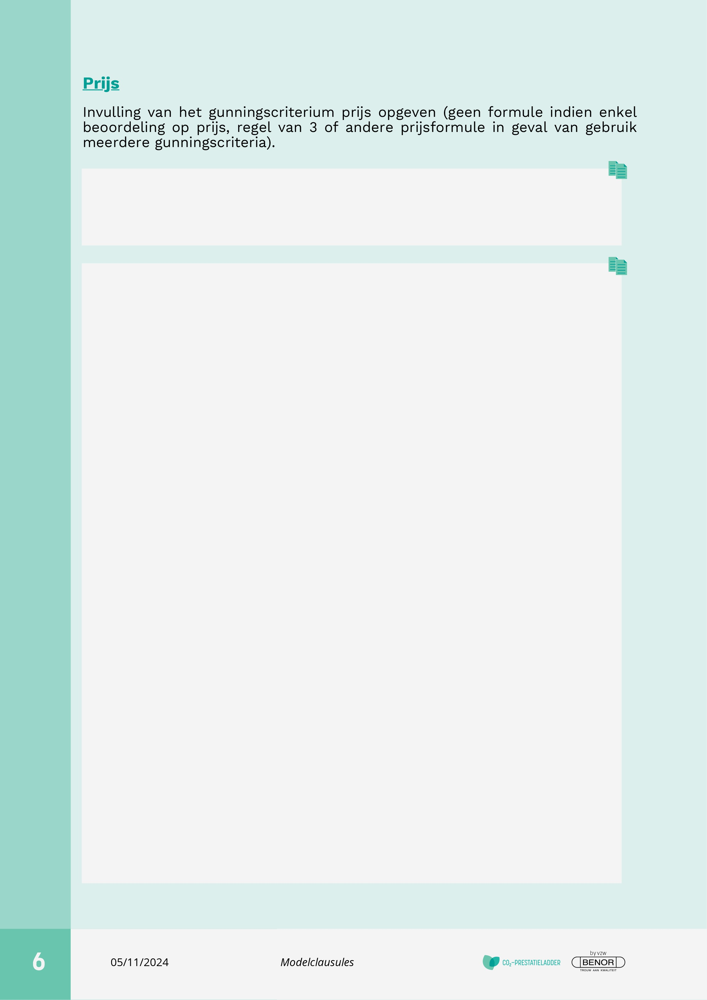 Prijs
Invulling van het gunningscriterium prijs opgeven (geen formule indien enkel
beoordeling op prijs, regel van 3 of andere prijsformule in geval van gebruik
meerdere gunningscriteria).
6
05/11/2024
Modelclausules
CO₂-PRESTATIELADDER
by vzw
BENOR
TROUW AAN KWALITEIT